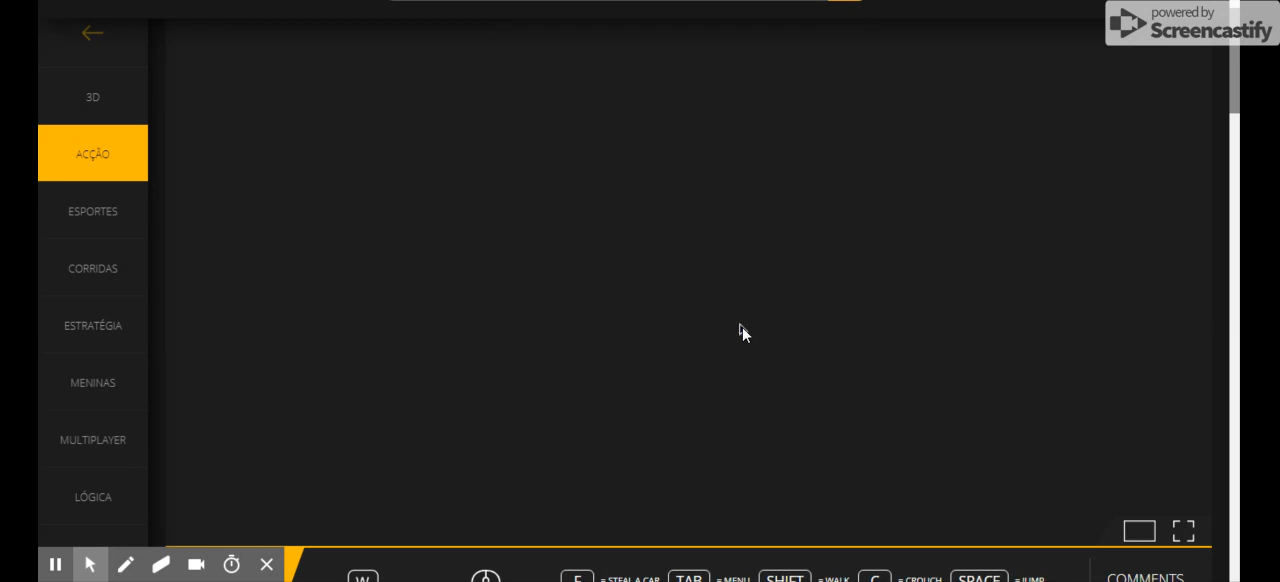 powered by
Screencastify
3D
ACÇÃO
ESPORTES
CORRIDAS
ESTRATÉGIA
MENINAS
MULTIPLAYER
LÓGICA
W F = STEAL A CAR TAB = MENU SHIFT = WALK C = CROUCH SPACE = JUMP COMMENTS